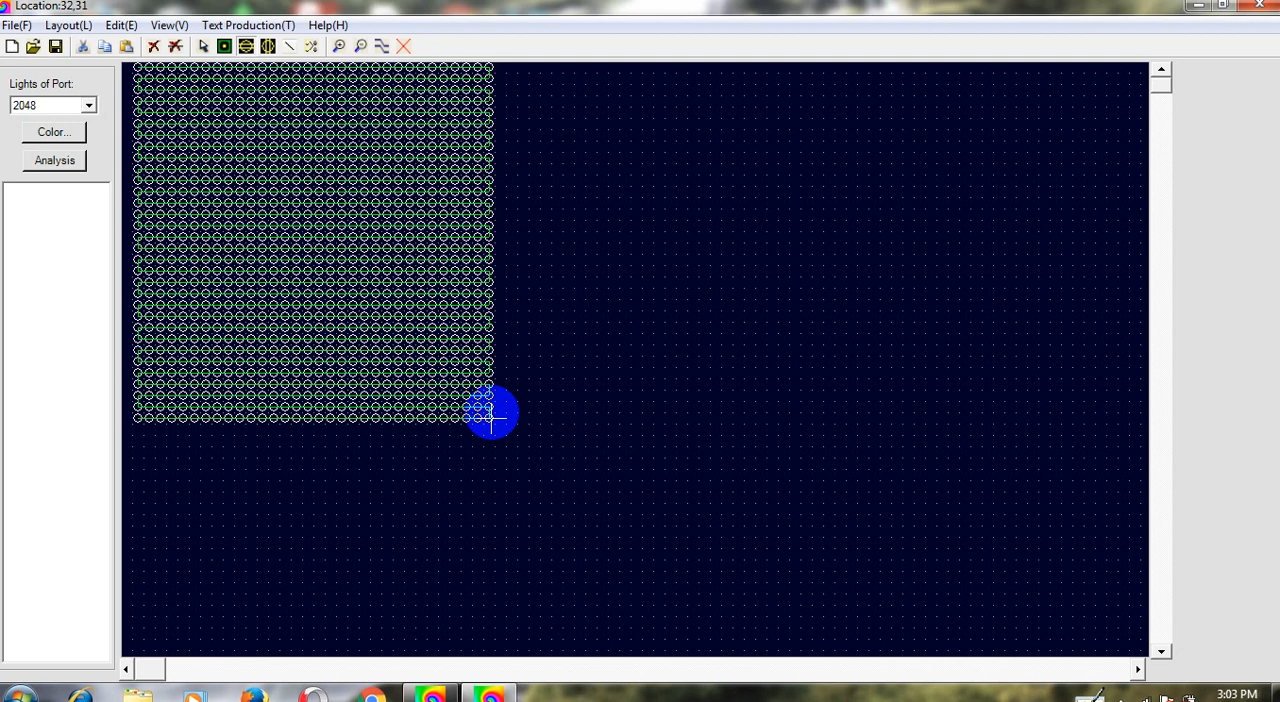 Location:32,31
File(F) Layout(L) Edit(E) View(V) Text Production(T) Help(H)
Lights of Port:
2048
Color...
Analysis
3:03 PM